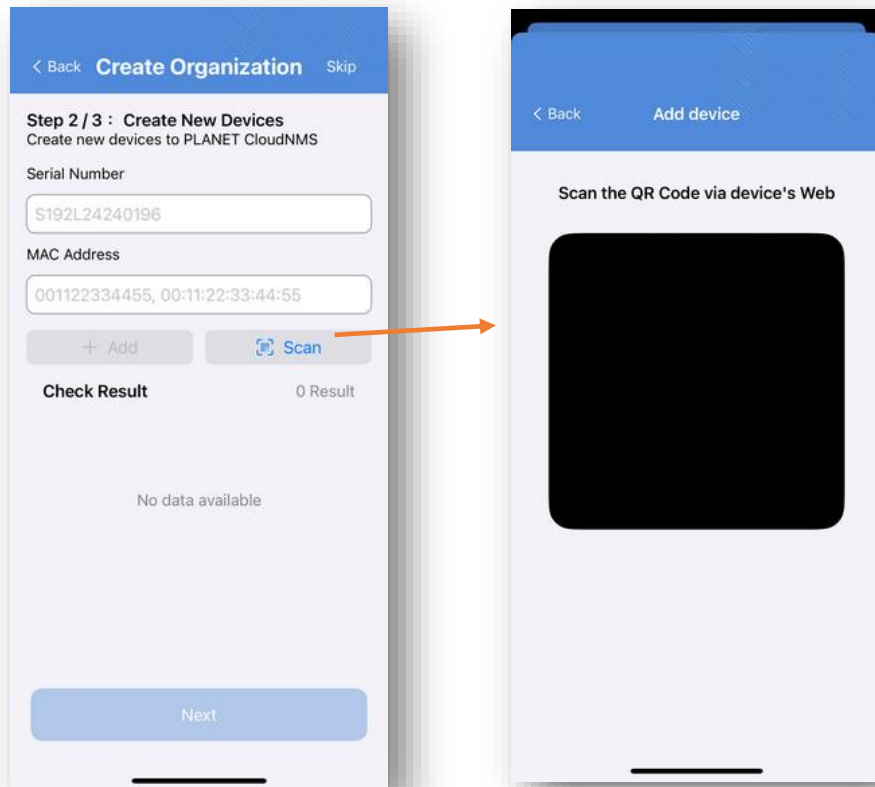 < Back Create Organization Skip
Step 2 / 3 : Create New Devices
Create new devices to PLANET CloudNMS
Serial Number
S192L24240196
MAC Address
001122334455, 00:11:22:33:44:55
+ Add
Scan
Check Result 0 Result
No data available
Next
< Back Add device
Scan the QR Code via device's Web